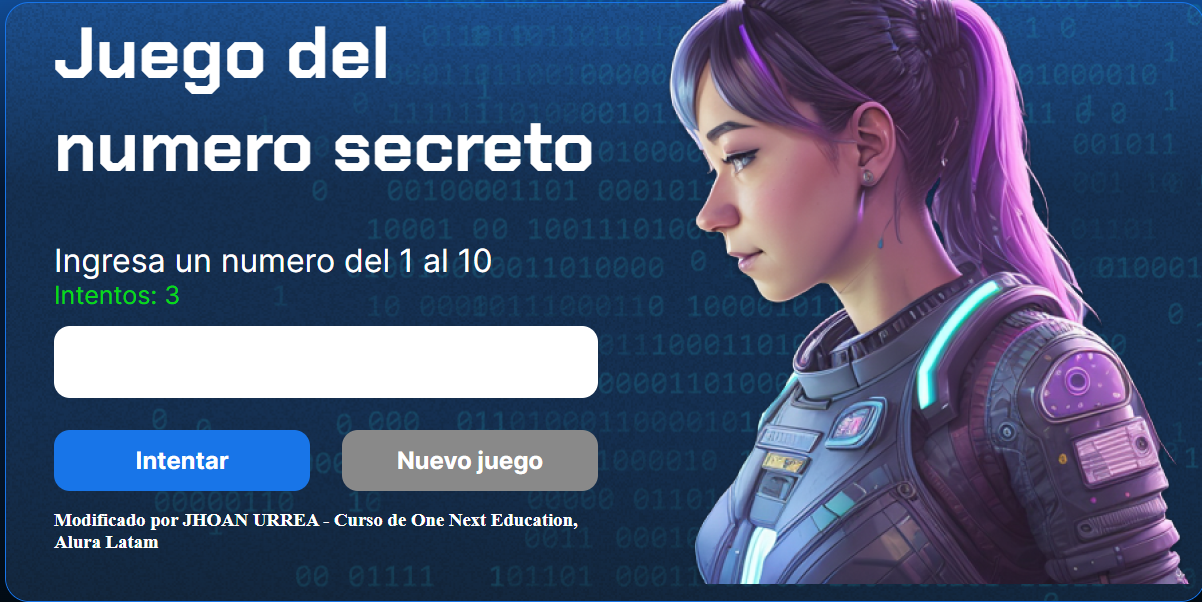 Juego del
numero secreto
Ingresa un numero del 1 al 10
Intentos: 3
Intentar
Nuevo juego
Modificado por JHOAN URREA - Curso de One Next Education,
Alura Latam